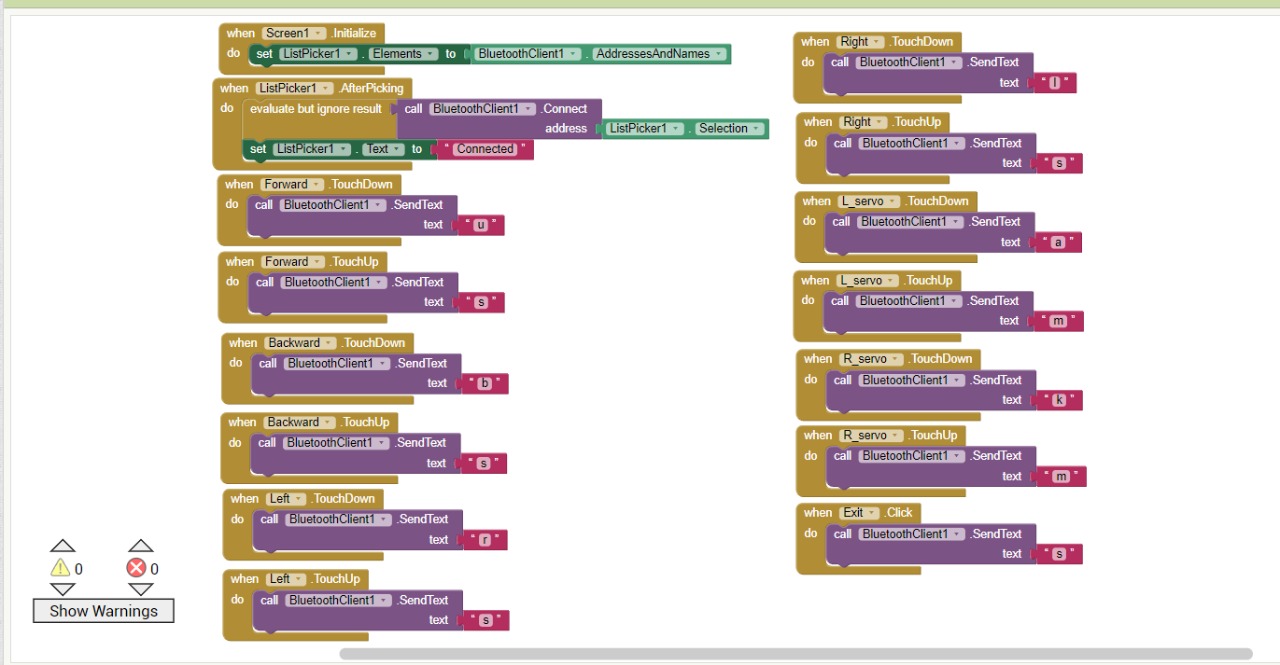 when Screen1 .Initialize
do set ListPicker1 . Elements to BluetoothClient1 . AddressesAndNames
when ListPicker1 .AfterPicking
do evaluate but ignore result call BluetoothClient1 .Connect
address ListPicker1 . Selection
set ListPicker1 . Text to " Connected "
when Forward .TouchDown
do call BluetoothClient1 .SendText
text " u "
when Forward .TouchUp
do call BluetoothClient1 .SendText
text " s "
when Backward .TouchDown
do call BluetoothClient1 .SendText
text " b "
when Backward .TouchUp
do call BluetoothClient1 .SendText
text " s "
when Left .TouchDown
do call BluetoothClient1 .SendText
text " r "
when Left .TouchUp
do call BluetoothClient1 .SendText
text " s "
when Right .TouchDown
do call BluetoothClient1 .SendText
text " l "
when Right .TouchUp
do call BluetoothClient1 .SendText
text " s "
when L_servo .TouchDown
do call BluetoothClient1 .SendText
text " a "
when L_servo .TouchUp
do call BluetoothClient1 .SendText
text " m "
when R_servo .TouchDown
do call BluetoothClient1 .SendText
text " k "
when R_servo .TouchUp
do call BluetoothClient1 .SendText
text " m "
when Exit .Click
do call BluetoothClient1 .SendText
text " s "
0 0
Show Warnings